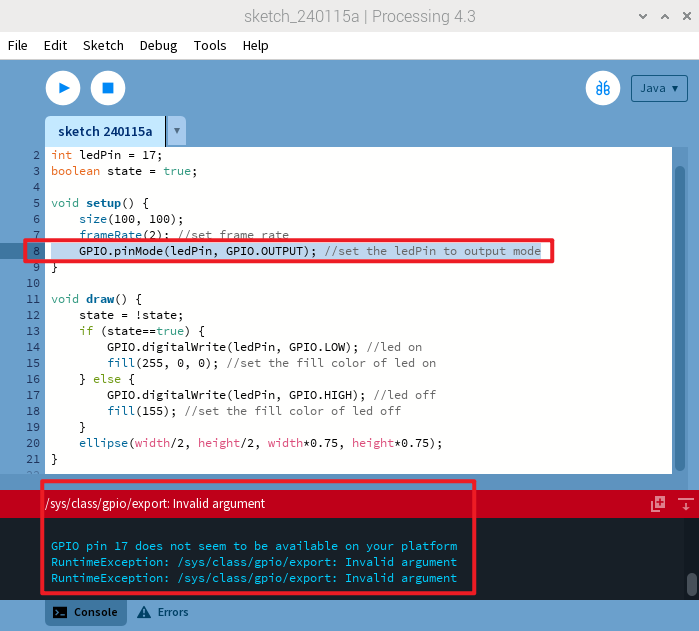 sketch_240115a | Processing 4.3
File Edit Sketch Debug Tools Help
Java ▾
sketch 240115a ▾
2 int ledPin = 17;
3 boolean state = true;
4
5 void setup() {
6 size(100, 100);
7 frameRate(2); //set frame rate
8 GPIO.pinMode(ledPin, GPIO.OUTPUT); //set the ledPin to output mode
9 }
10
11 void draw() {
12 state = !state;
13 if (state==true) {
14 GPIO.digitalWrite(ledPin, GPIO.LOW); //led on
15 fill(255, 0, 0); //set the fill color of led on
16 } else {
17 GPIO.digitalWrite(ledPin, GPIO.HIGH); //led off
18 fill(155); //set the fill color of led off
19 }
20 ellipse(width/2, height/2, width*0.75, height*0.75);
21 }
/sys/class/gpio/export: Invalid argument
GPIO pin 17 does not seem to be available on your platform
RuntimeException: /sys/class/gpio/export: Invalid argument
RuntimeException: /sys/class/gpio/export: Invalid argument
Console Errors